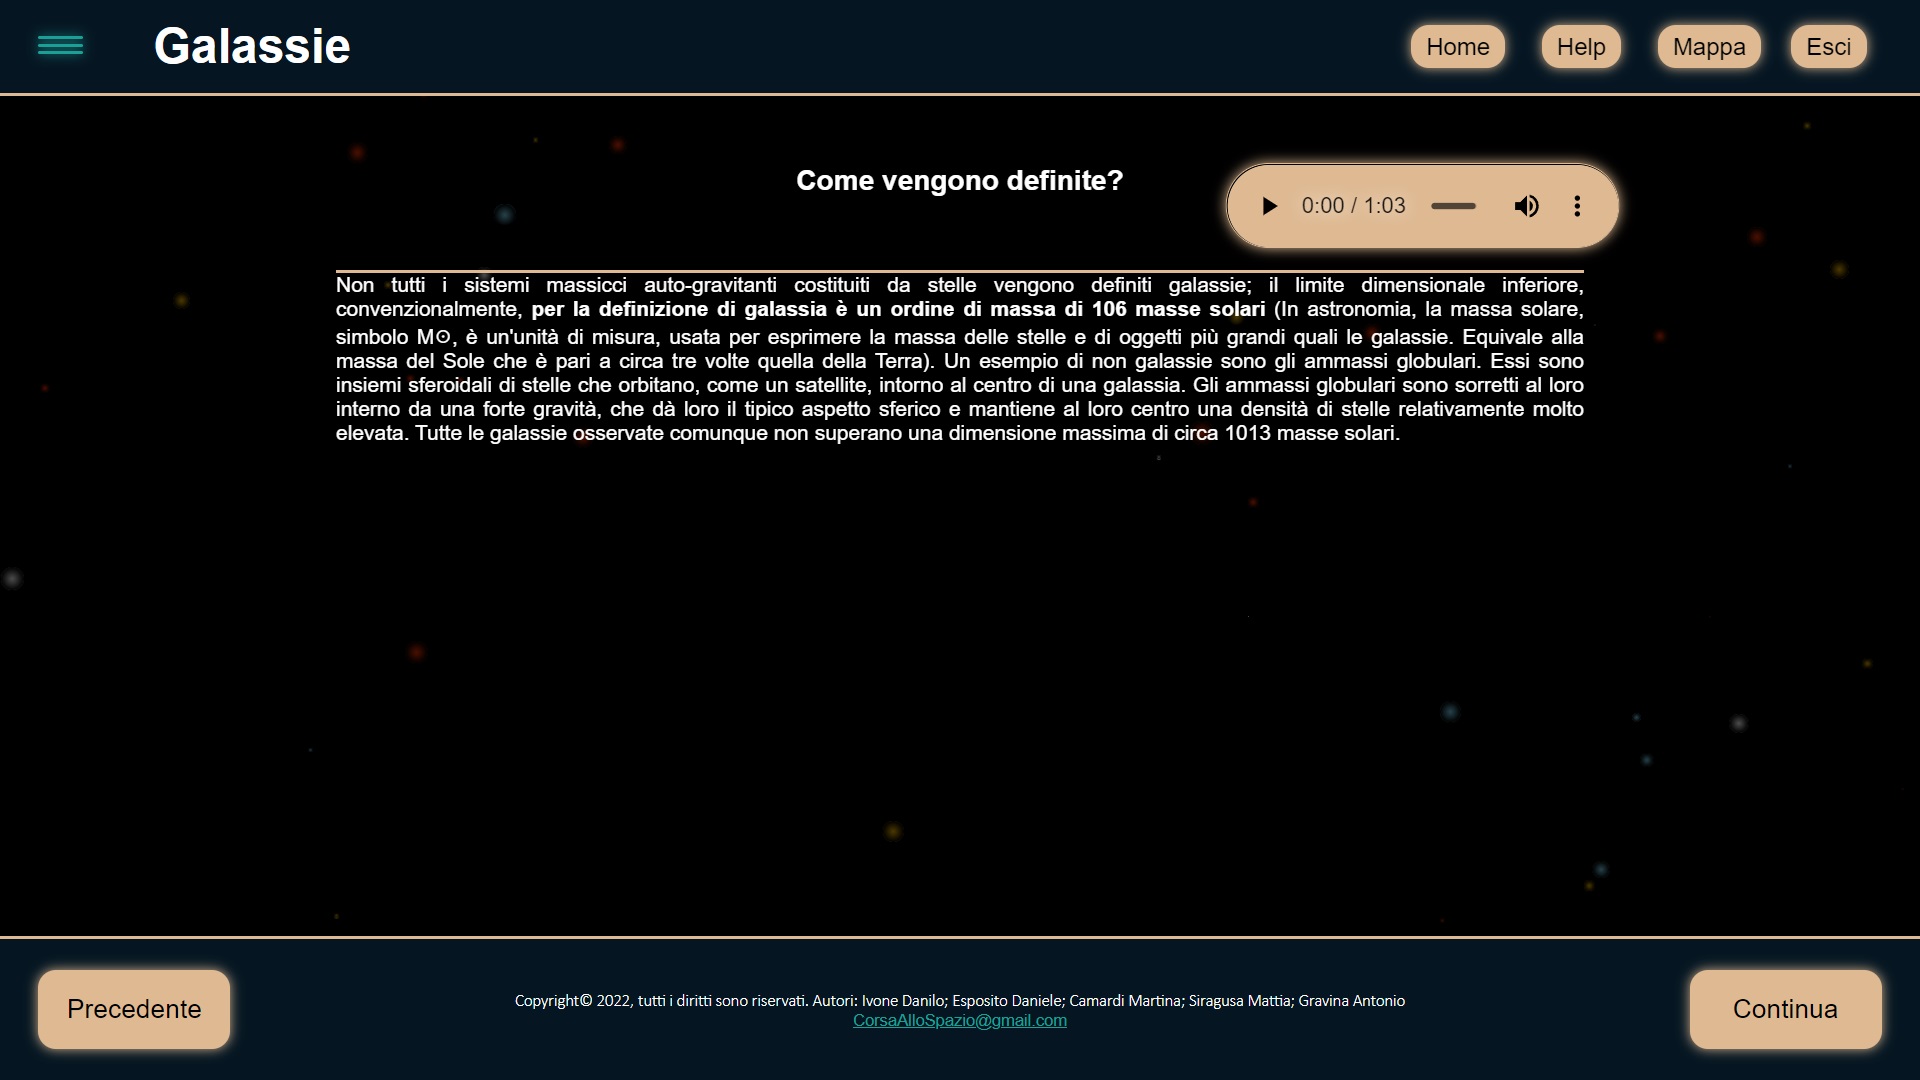 Galassie
Home
Help
Mappa
Esci
Come vengono definite?
0:00 / 1:03
Non tutti i sistemi massicci auto-gravitanti costituiti da stelle vengono definiti galassie; il limite dimensionale inferiore,
convenzionalmente, per la definizione di galassia è un ordine di massa di 106 masse solari (In astronomia, la massa solare,
simbolo M⊙, è un'unità di misura, usata per esprimere la massa delle stelle e di oggetti più grandi quali le galassie. Equivale alla
massa del Sole che è pari a circa tre volte quella della Terra). Un esempio di non galassie sono gli ammassi globulari. Essi sono
insiemi sferoidali di stelle che orbitano, come un satellite, intorno al centro di una galassia. Gli ammassi globulari sono sorretti al loro
interno da una forte gravità, che dà loro il tipico aspetto sferico e mantiene al loro centro una densità di stelle relativamente molto
elevata. Tutte le galassie osservate comunque non superano una dimensione massima di circa 1013 masse solari.
Precedente
Copyright© 2022, tutti i diritti sono riservati. Autori: Ivone Danilo; Esposito Daniele; Camardi Martina; Siragusa Mattia; Gravina Antonio
CorsaAlloSpazio@gmail.com
Continua